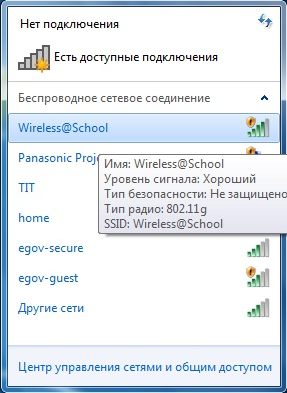 Нет подключения
Есть доступные подключения
Беспроводное сетевое соединение
Wireless@School
Panasonic Proje
Имя: Wireless@School
Уровень сигнала: Хороший
Тип безопасности: Не защищено
Тип радио: 802.11g
SSID: Wireless@School
TIT
home
egov-secure
egov-guest
Другие сети
Центр управления сетями и общим доступом